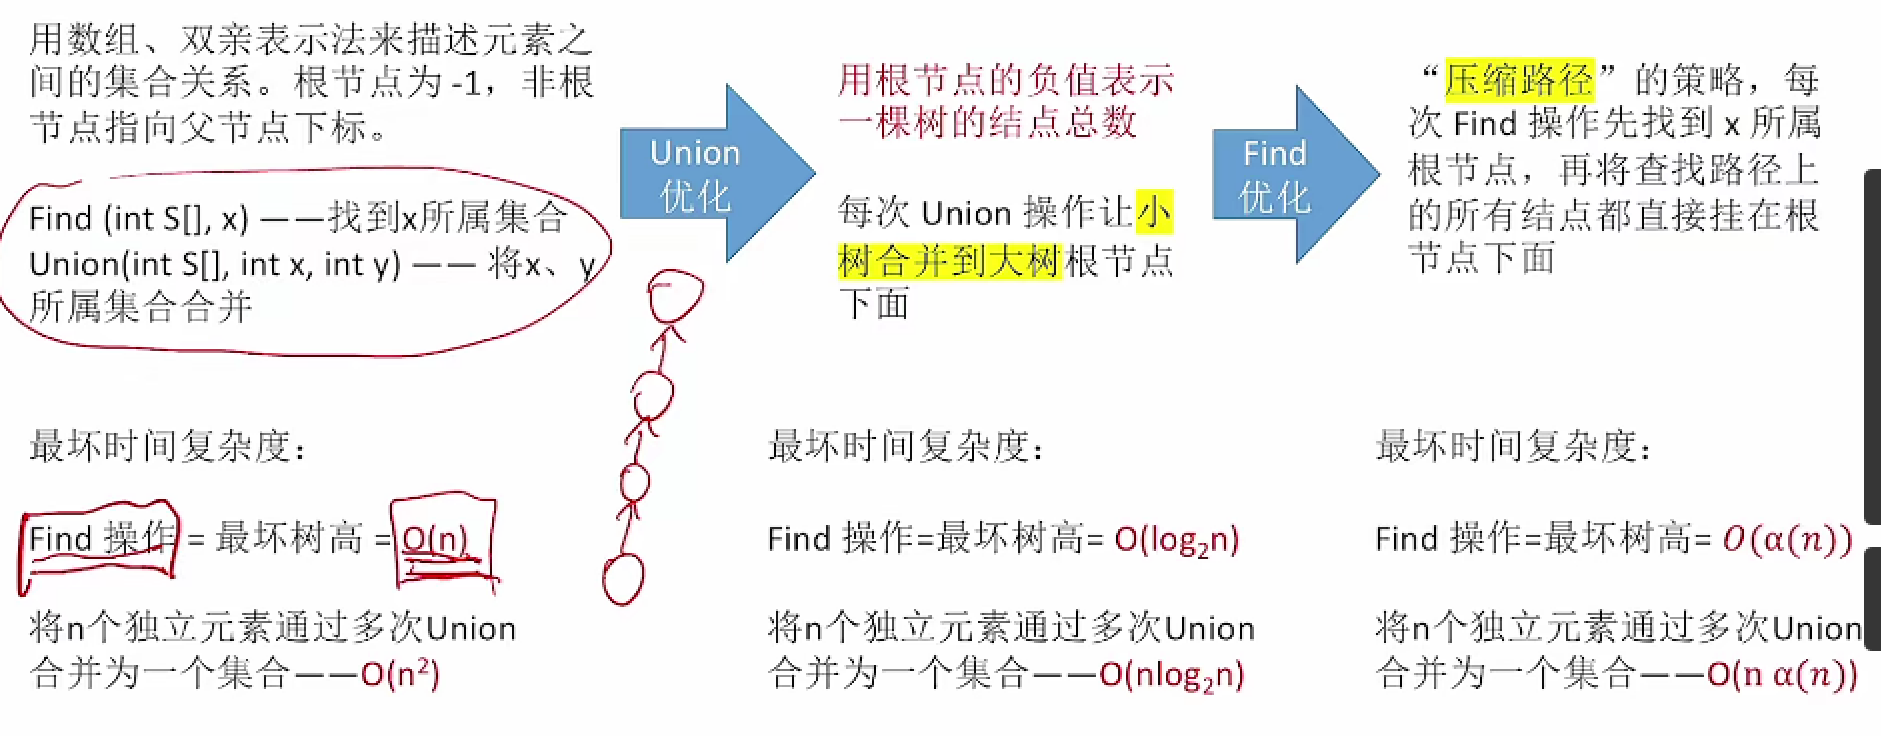 用数组、双亲表示法来描述元素之
间的集合关系。根节点为 -1，非根
节点指向父节点下标。
Find (int S[], x) ——找到x所属集合
Union(int S[], int x, int y) —— 将x、y
所属集合合并
最坏时间复杂度：
Find 操作 = 最坏树高 = O(n)
将n个独立元素通过多次Union
合并为一个集合——O(n²)
Union
优化
用根节点的负值表示
一棵树的结点总数
每次 Union 操作让小
树合并到大树根节点
下面
最坏时间复杂度：
Find 操作=最坏树高= O(log₂n)
将n个独立元素通过多次Union
合并为一个集合——O(nlog₂n)
Find
优化
“压缩路径”的策略，每
次 Find 操作先找到 x 所属
根节点，再将查找路径上
的所有结点都直接挂在根
节点下面
最坏时间复杂度：
Find 操作=最坏树高= O(α(n))
将n个独立元素通过多次Union
合并为一个集合——O(n α(n))